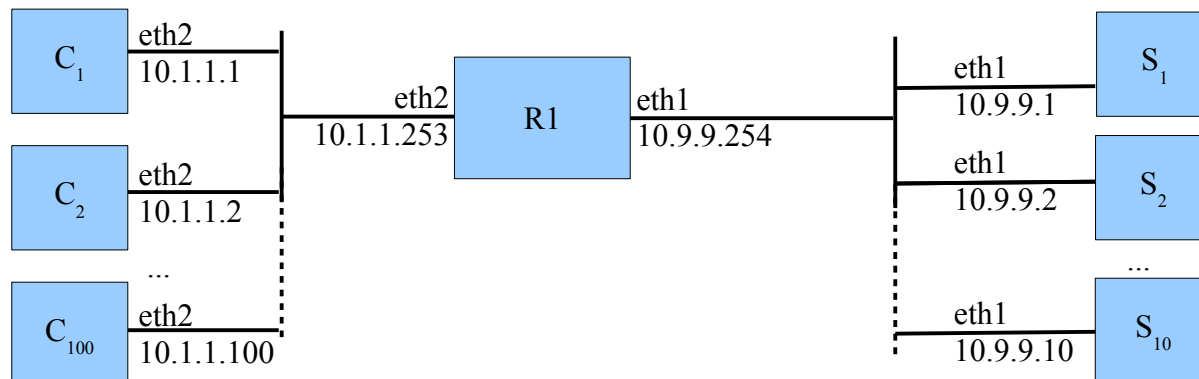 C1
eth2
10.1.1.1
C2
eth2
10.1.1.2
...
C100
eth2
10.1.1.100
eth2
10.1.1.253
R1
eth1
10.9.9.254
eth1
10.9.9.1
S1
eth1
10.9.9.2
S2
...
eth1
10.9.9.10
S10